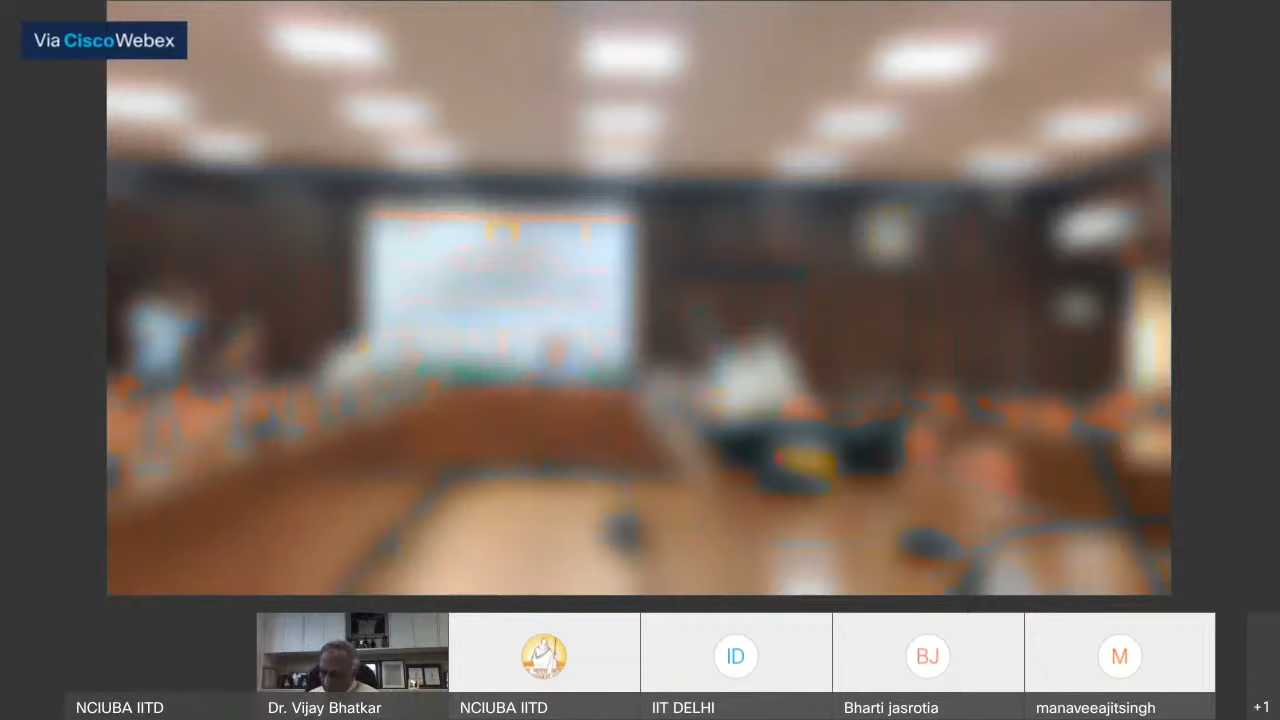 Via CiscoWebex
ID
BJ
M
NCIUBA IITD
Dr. Vijay Bhatkar
NCIUBA IITD
IIT DELHI
Bharti jasrotia
manaveeajitsingh
+1